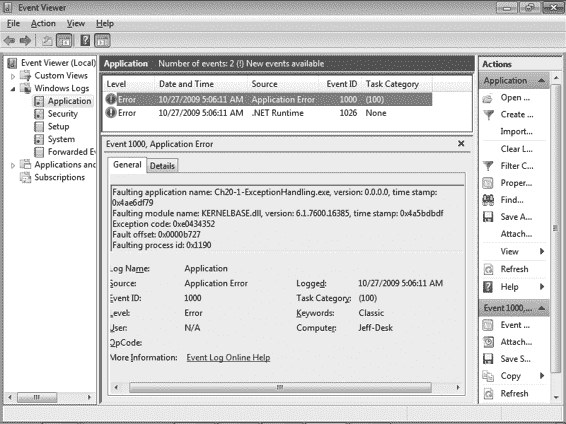 Event Viewer
File Action View Help
Event Viewer (Local)
Custom Views
Windows Logs
Application
Security
Setup
System
Forwarded Ev
Applications and
Subscriptions
Application Number of events: 2 (!) New events available
Level Date and Time Source Event ID Task Category
Error 10/27/2009 5:06:11 AM Application Error 1000 (100)
Error 10/27/2009 5:06:11 AM .NET Runtime 1026 None
Event 1000, Application Error
General Details
Faulting application name: Ch20-1-ExceptionHandling.exe, version: 0.0.0.0, time stamp:
0x4ae6df79
Faulting module name: KERNELBASE.dll, version: 6.1.7600.16385, time stamp: 0x4a5bdbdf
Exception code: 0xe0434352
Fault offset: 0x0000b727
Faulting process id: 0x1190
Log Name: Application
Source: Application Error Logged: 10/27/2009 5:06:11 AM
Event ID: 1000 Task Category: (100)
Level: Error Keywords: Classic
User: N/A Computer: Jeff-Desk
OpCode:
More Information: Event Log Online Help
Actions
Application
Open ...
Create ...
Import...
Clear L...
Filter C...
Proper...
Find...
Save A...
Attach...
View
Refresh
Help
Event 1000,...
Event ...
Attach...
Save S...
Copy
Refresh